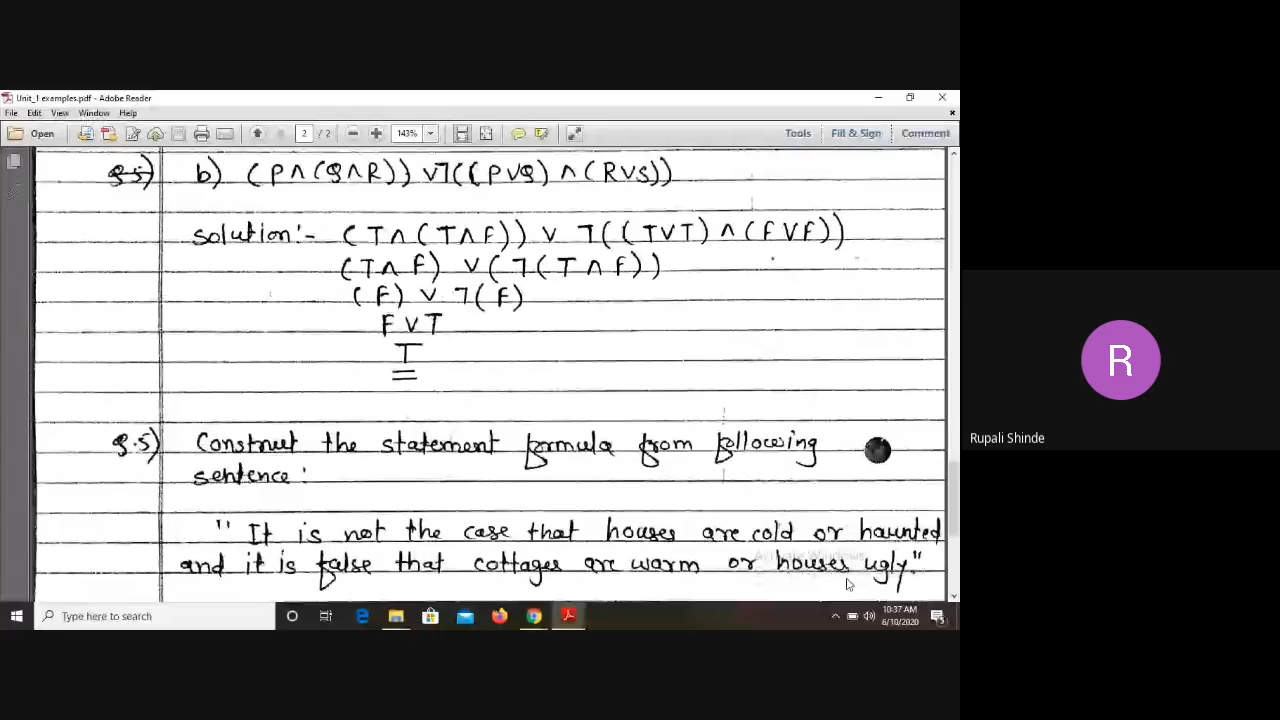 Unit_1 examples.pdf - Adobe Reader
File Edit View Window Help
Open 2 / 2 143% Tools Fill & Sign Comment
Q.5) b) (P∧(Q∧R)) ∨¬((P∨Q) ∧(R∨S))
solution:- (T∧(T∧F)) ∨ ¬((T∨T) ∧(F∨F))
(T∧F) ∨(¬(T∧F))
(F) ∨ ¬(F)
F∨T
T
Q.5) Construct the statement formula from following
sentence:
"It is not the case that houses are cold or haunted
and it is false that cottages are warm or houses ugly."
Activate Windows
Type here to search
10:37 AM
6/10/2020
5
R
Rupali Shinde